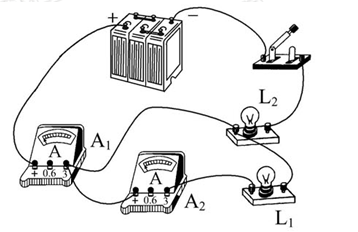 + −
L₂
A A₁
+ 0.6 3
A A₂
+ 0.6 3
L₁